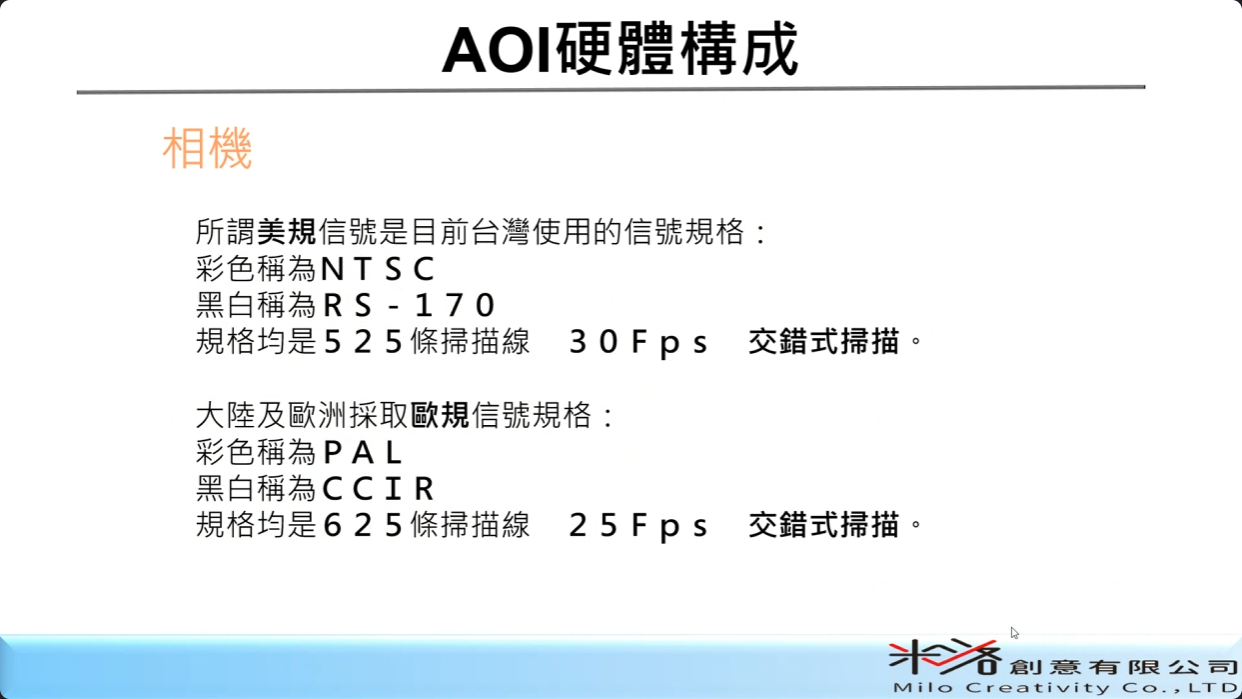 AOI硬體構成
相機
所謂美規信號是目前台灣使用的信號規格：
彩色稱為ＮＴＳＣ
黑白稱為ＲＳ-１７０
規格均是５２５條掃描線　３０Ｆｐｓ　交錯式掃描。
大陸及歐洲採取歐規信號規格：
彩色稱為ＰＡＬ
黑白稱為ＣＣＩＲ
規格均是６２５條掃描線　２５Ｆｐｓ　交錯式掃描。
米洛創意有限公司
Milo Creativity Co.,LTD